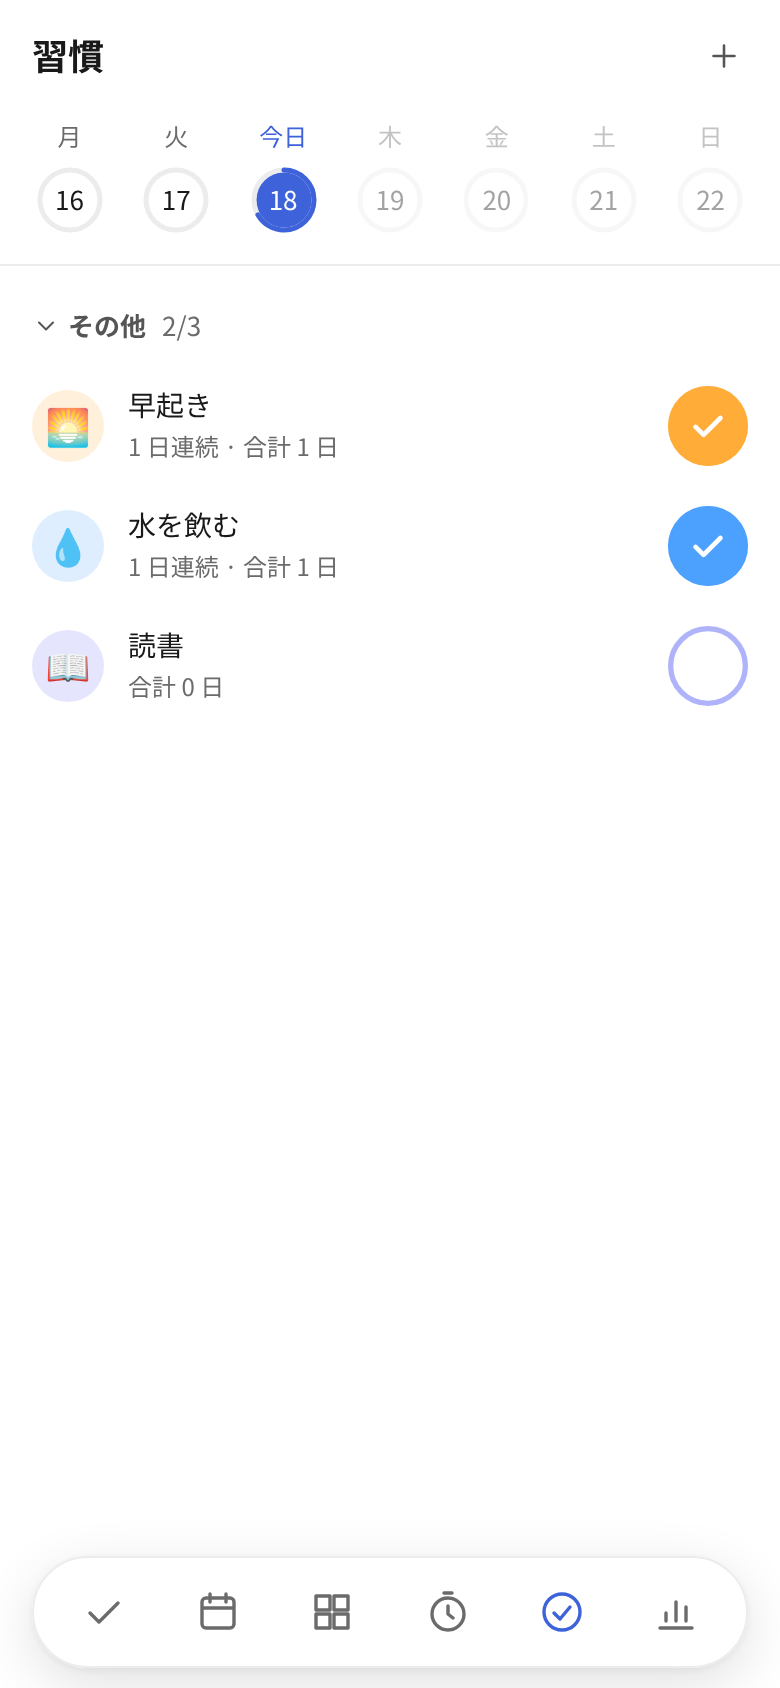 習慣
月 火 今日 木 金 土 日
16 17 18 19 20 21 22
その他 2/3
早起き
1 日連続 · 合計 1 日
水を飲む
1 日連続 · 合計 1 日
読書
合計 0 日